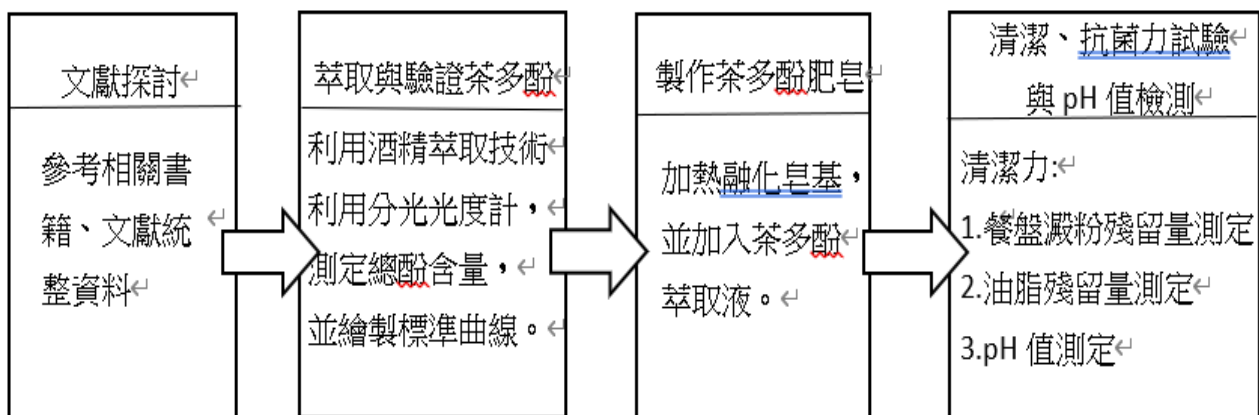 文獻探討
參考相關書
籍、文獻統
整資料
萃取與驗證茶多酚
利用酒精萃取技術
利用分光光度計，
測定總酚含量，
並繪製標準曲線。
製作茶多酚肥皂
加熱融化皂基，
並加入茶多酚
萃取液。
清潔、抗菌力試驗
與 pH 值檢測
清潔力:
1.餐盤澱粉殘留量測定
2.油脂殘留量測定
3.pH 值測定